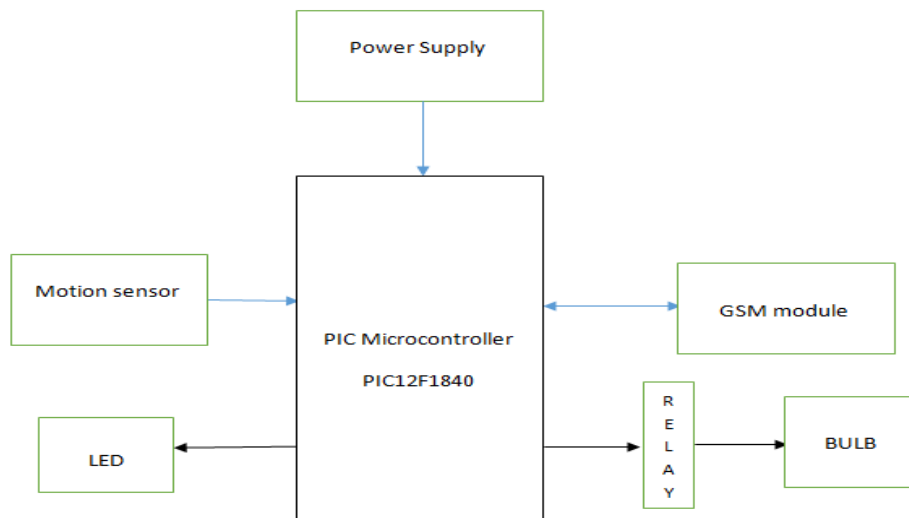 Power Supply
Motion sensor
PIC Microcontroller
PIC12F1840
GSM module
LED
R
E
L
A
Y
BULB